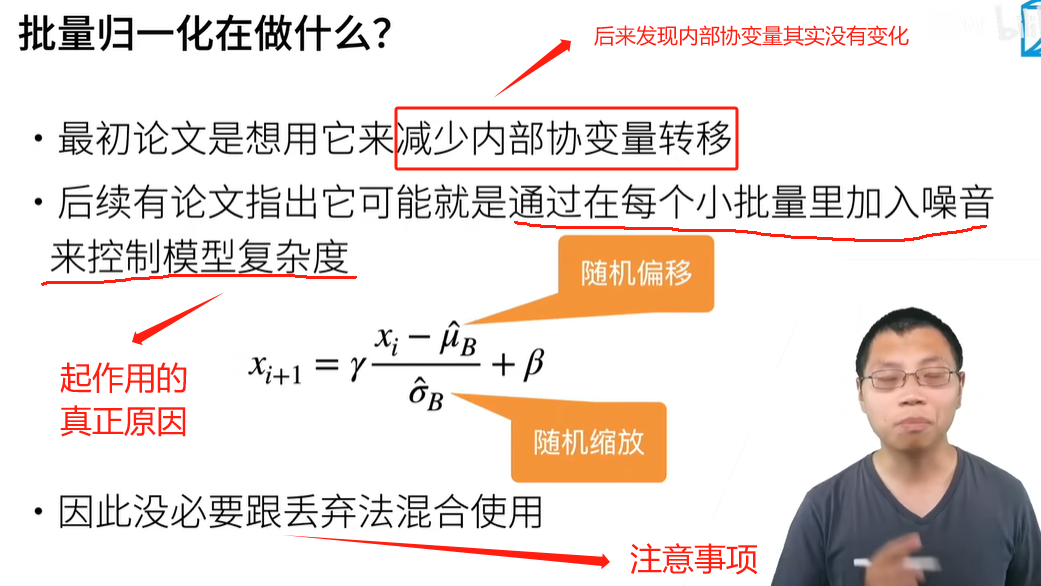 批量归一化在做什么？
后来发现内部协变量其实没有变化
• 最初论文是想用它来减少内部协变量转移
• 后续有论文指出它可能就是通过在每个小批量里加入噪音
来控制模型复杂度
随机偏移
x_{i+1} = γ \frac{x_i − \hat{μ}_B}{\hat{σ}_B} + β
起作用的
真正原因
随机缩放
• 因此没必要跟丢弃法混合使用
注意事项